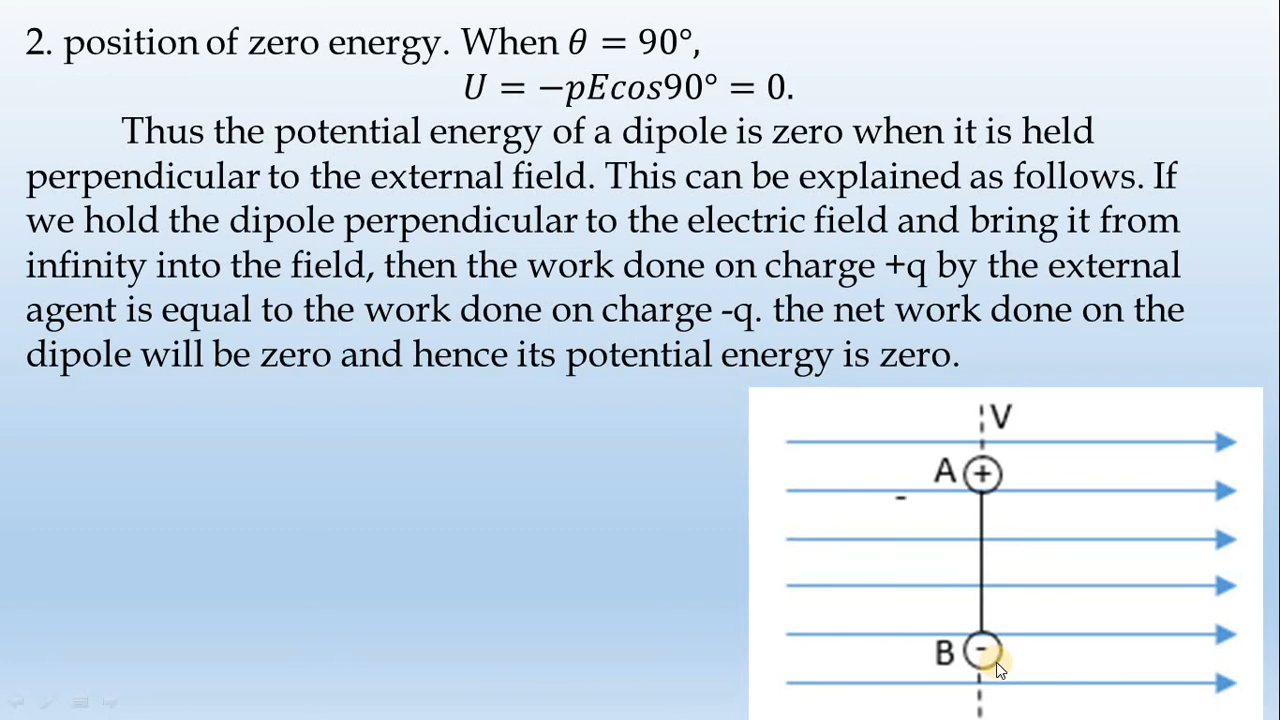 2. position of zero energy. When 𝜃 = 90°,
𝑈 = −𝑝𝐸𝑐𝑜𝑠90° = 0.
Thus the potential energy of a dipole is zero when it is held
perpendicular to the external field. This can be explained as follows. If
we hold the dipole perpendicular to the electric field and bring it from
infinity into the field, then the work done on charge +q by the external
agent is equal to the work done on charge -q. the net work done on the
dipole will be zero and hence its potential energy is zero.
V
A +
-
B -